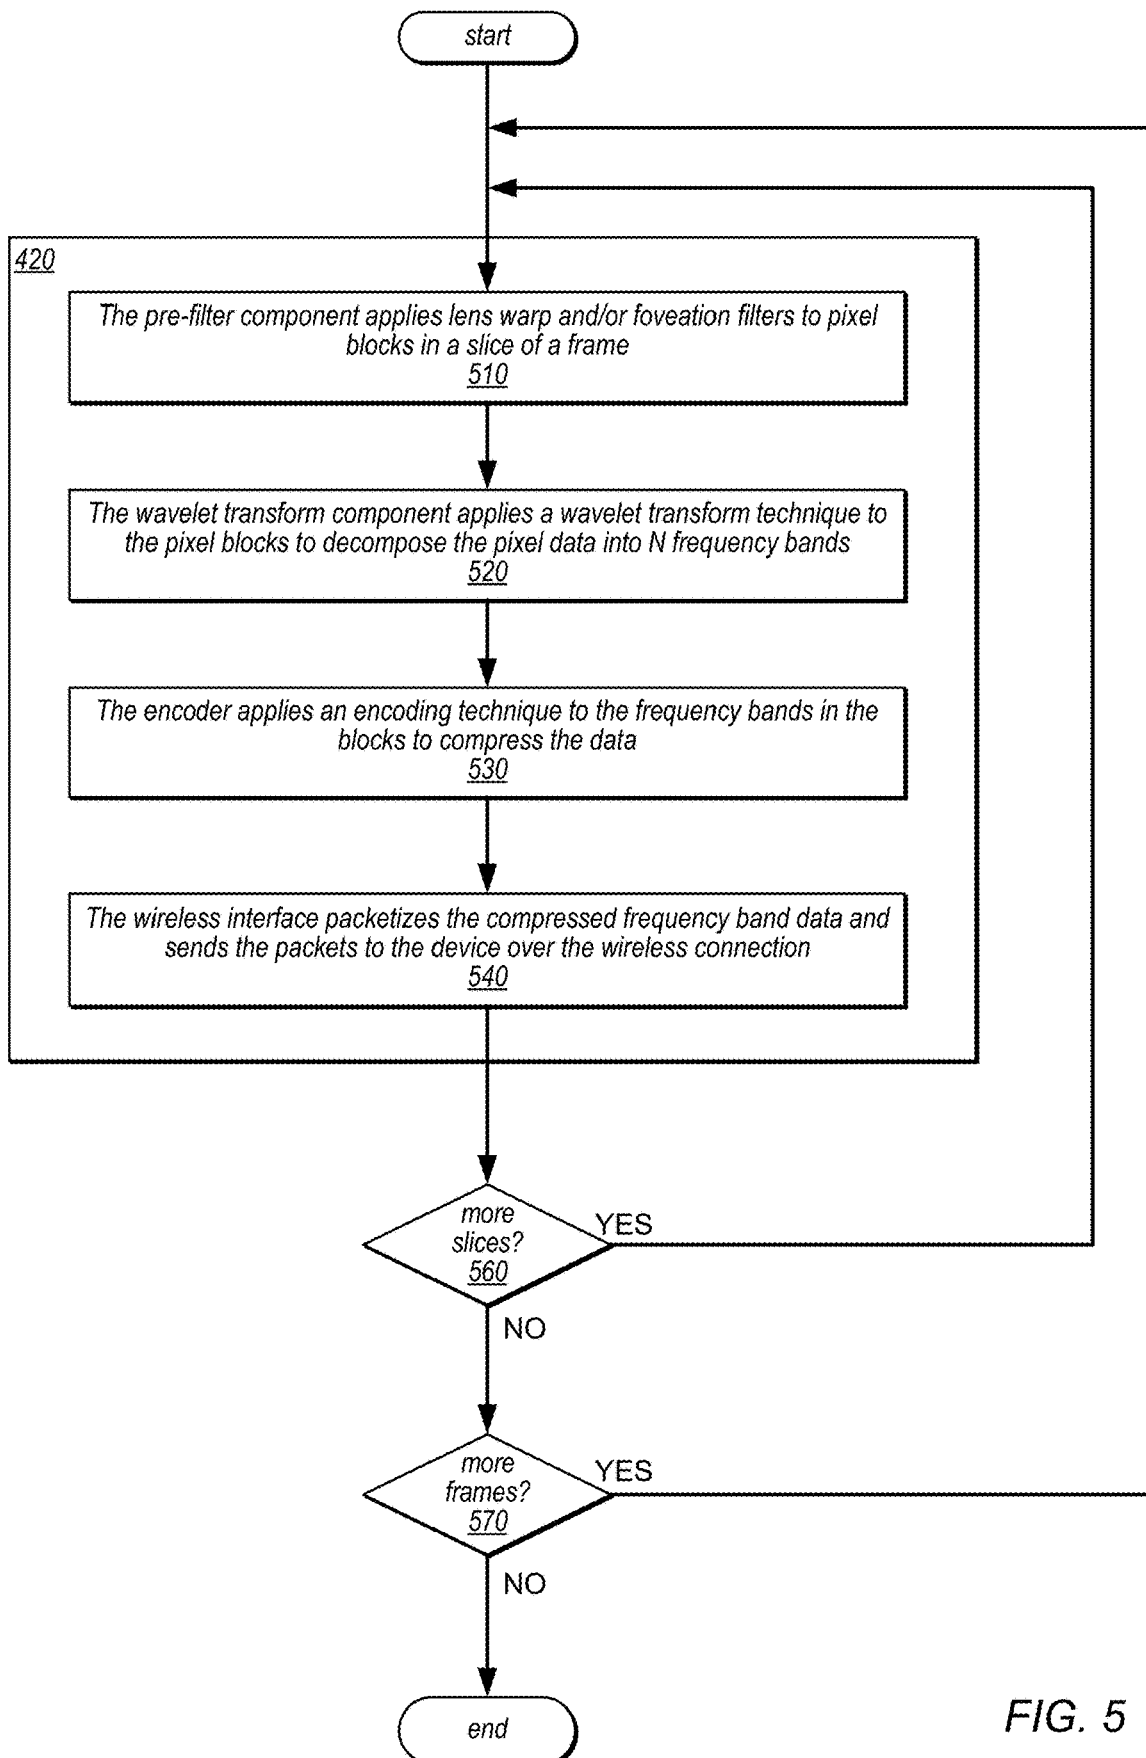 start
420
The pre-filter component applies lens warp and/or foveation filters to pixel
blocks in a slice of a frame
510
The wavelet transform component applies a wavelet transform technique to
the pixel blocks to decompose the pixel data into N frequency bands
520
The encoder applies an encoding technique to the frequency bands in the
blocks to compress the data
530
The wireless interface packetizes the compressed frequency band data and
sends the packets to the device over the wireless connection
540
more
slices?
560
YES
NO
more
frames?
570
YES
NO
end
FIG. 5